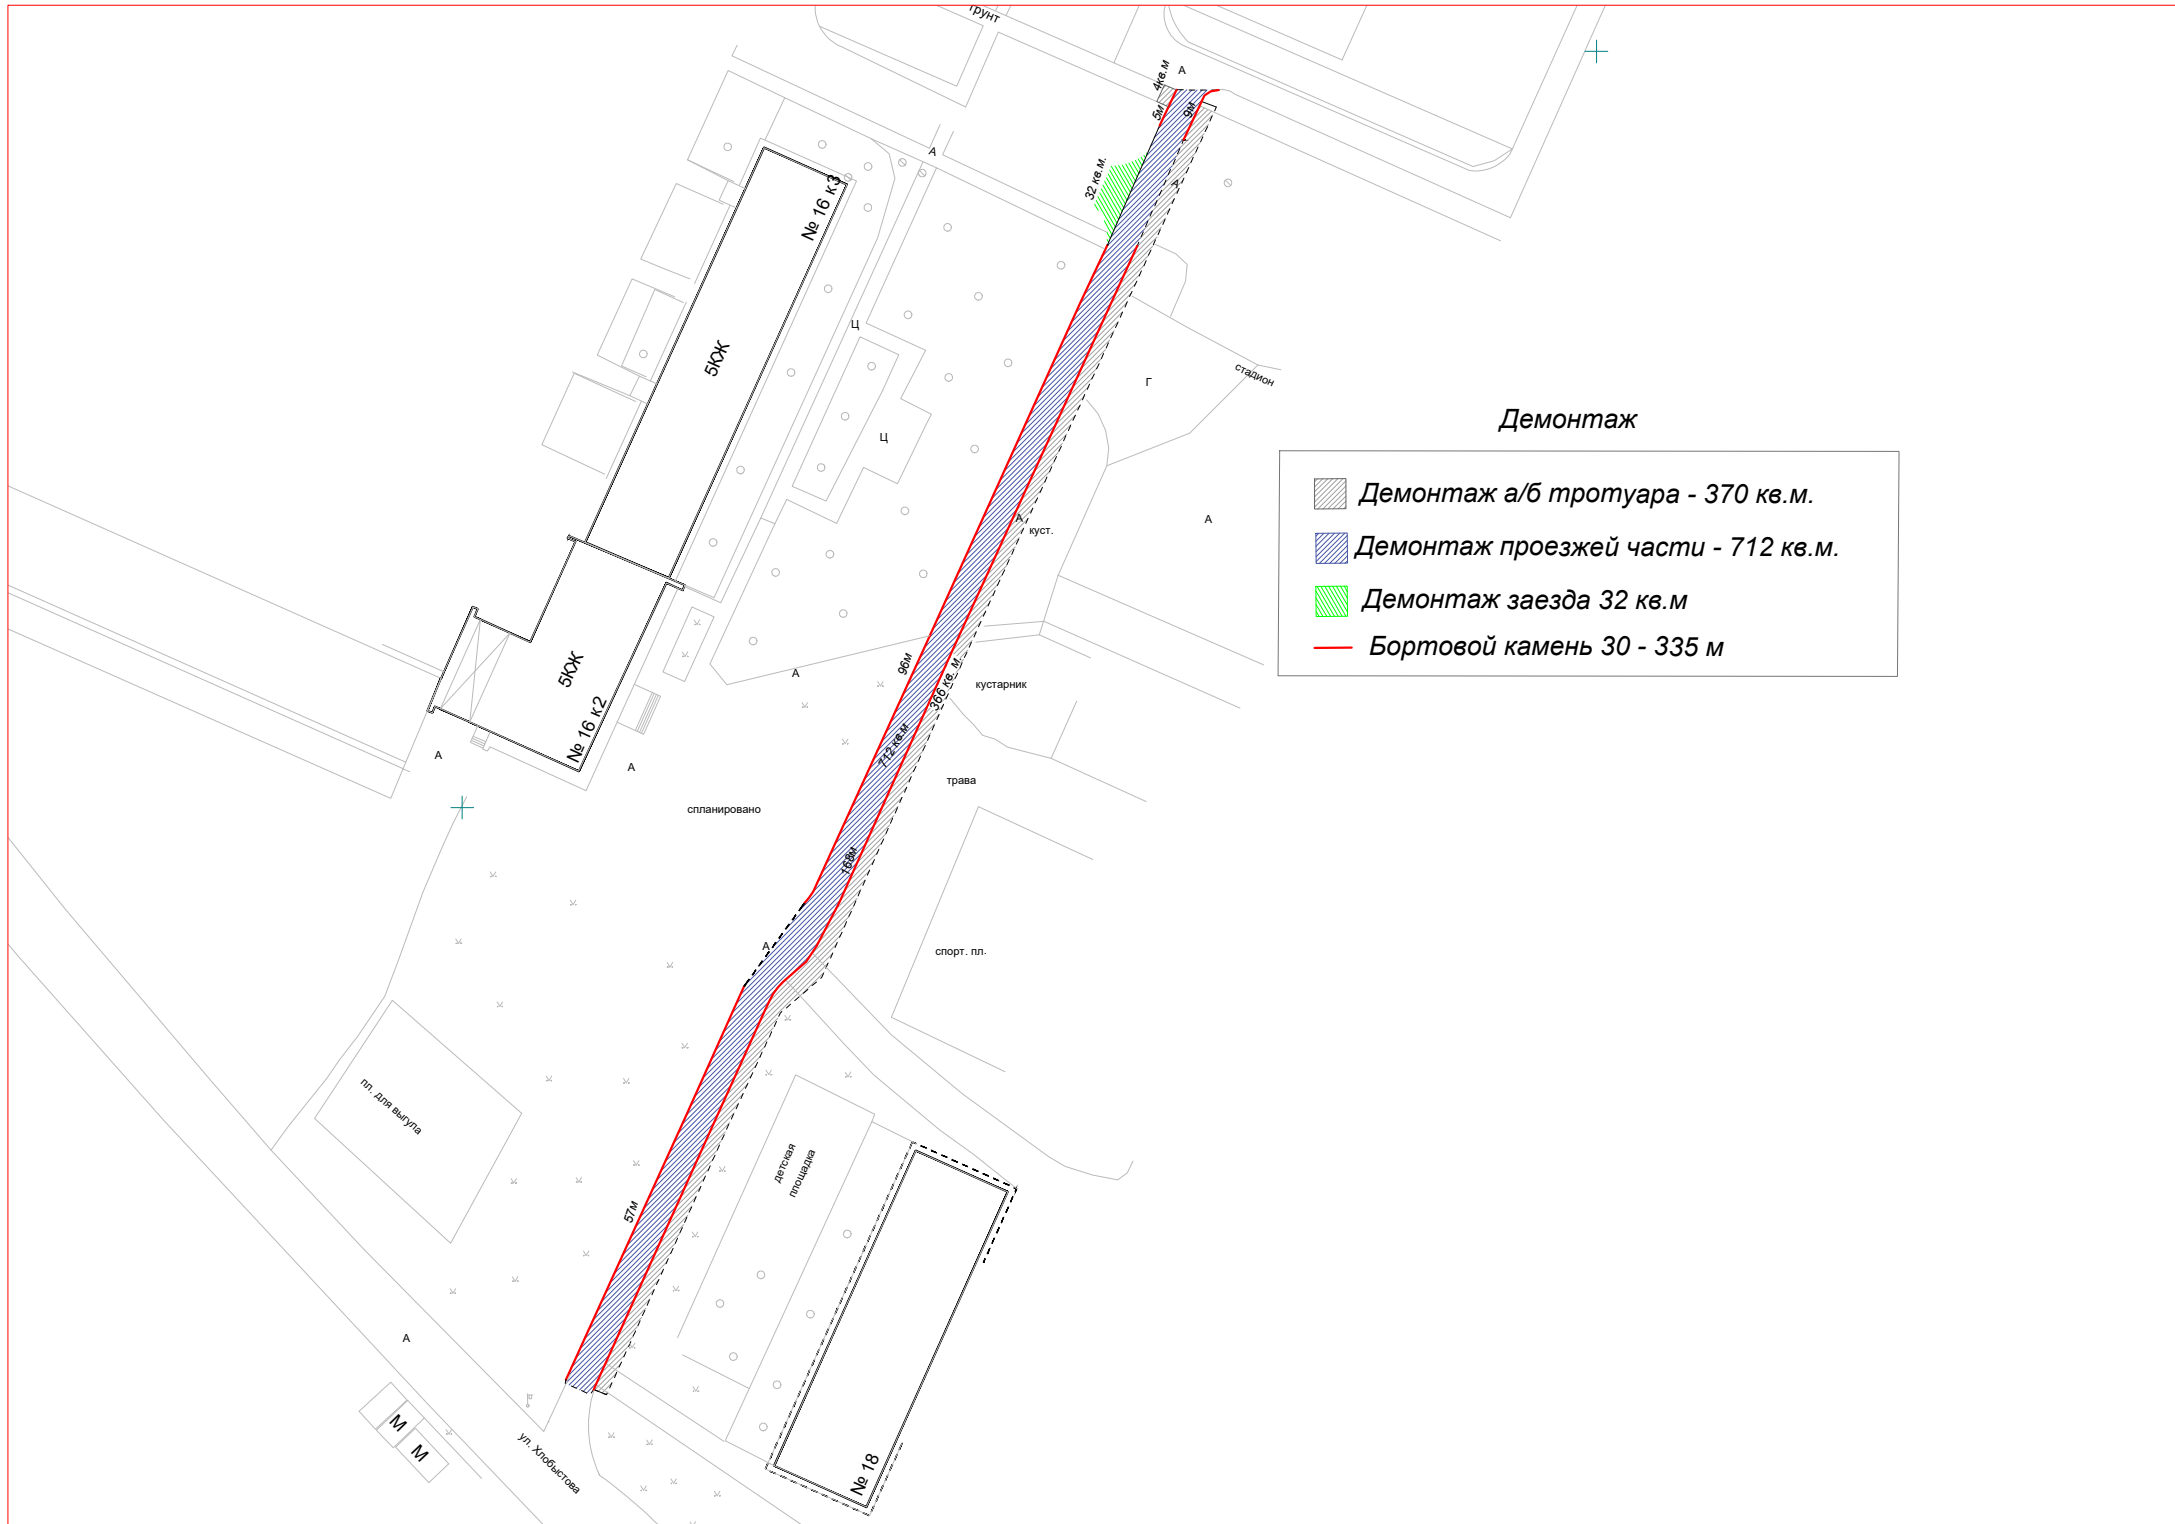 грунт
А
4кв.м
5м
9м
А
32 кв.м.
А
№ 16 к3
Ц
5КЖ
стадион
Г
Ц
Демонтаж
Демонтаж а/б тротуара - 370 кв.м.
А
куст.
А
Демонтаж проезжей части - 712 кв.м.
Демонтаж заезда 32 кв.м
Бортовой камень 30 - 335 м
5КЖ
96м
366 кв. м.
А
кустарник
№ 16 к2
712 кв.м
А
А
трава
спланировано
168м
А
спорт. пл.
пл. для выгула
детская
площадка
57м
А
М
М
ул. Хлобыстова
№ 18